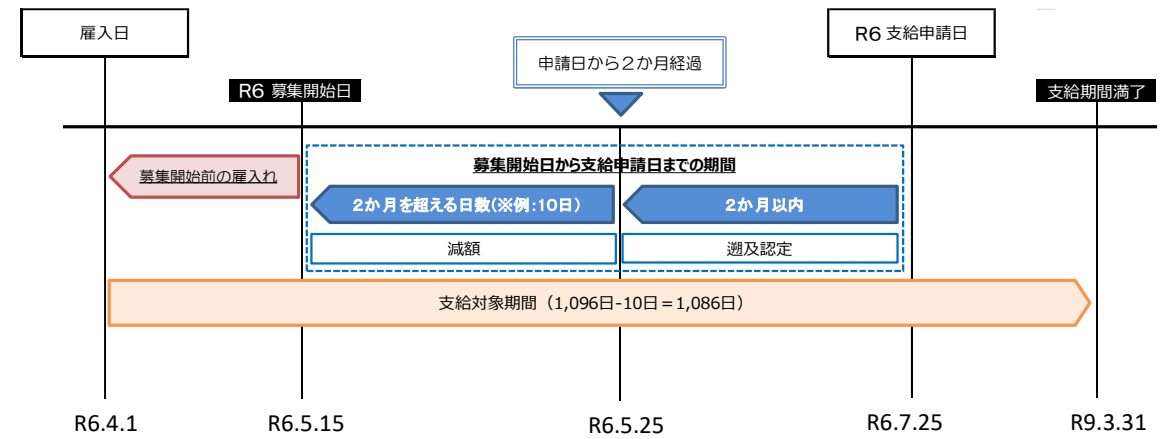 雇入日
R6 支給申請日
申請日から２か月経過
R6 募集開始日
支給期間満了
募集開始日から支給申請日までの期間
募集開始前の雇入れ
２か月を超える日数(※例:10日)
２か月以内
減額
遡及認定
支給対象期間（1,096日-10日＝1,086日）
R6.4.1
R6.5.15
R6.5.25
R6.7.25
R9.3.31